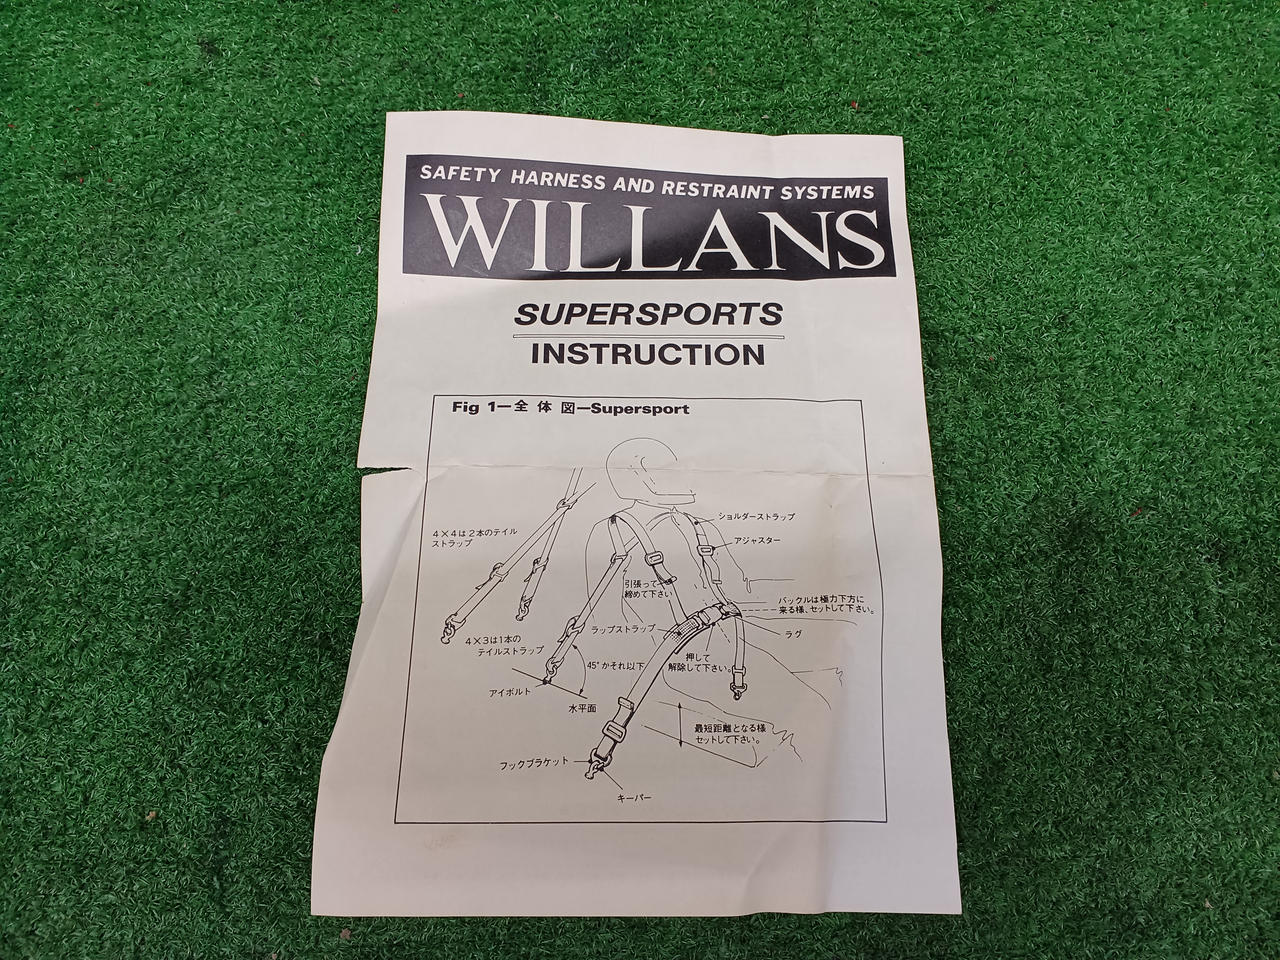 SAFETY HARNESS AND RESTRAINT SYSTEMS
WILLANS
SUPERSPORTS
INSTRUCTION
Fig 1ー全 体 図ーSupersport
ショルダーストラップ
アジャスター
4×4は2本のテイル
ストラップ
引張って
締めて下さい
バックルは極力下方に
来る様、セットして下さい。
ラップストラップ
ラグ
4×3は1本の
テイルストラップ
押して
解除して下さい。
45°かそれ以下
アイボルト
水平面
最短距離となる様
セットして下さい。
フックブラケット
キーパー